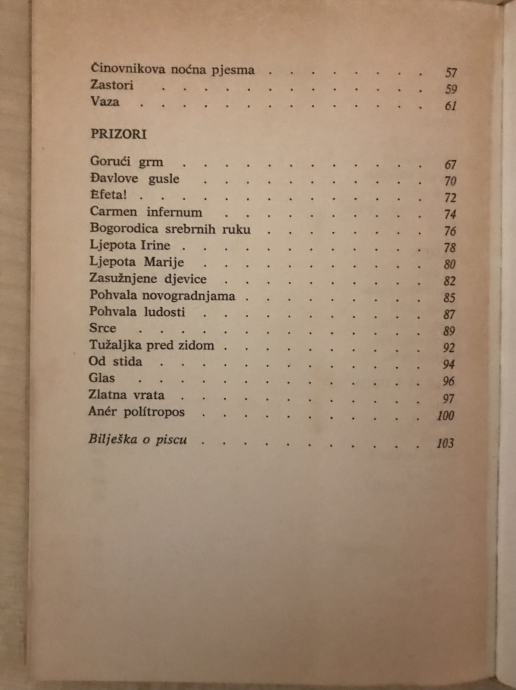 Činovnikova noćna pjesma . . . . . . . 57
Zastori . . . . . . . . . . . 59
Vaza . . . . . . . . . . . . 61
PRIZORI
Gorući grm . . . . . . . . . . 67
Đavlove gusle . . . . . . . . . 70
Efeta! . . . . . . . . . . . . 72
Carmen infernum . . . . . . . . 74
Bogorodica srebrnih ruku . . . . . . . 76
Ljepota Irine . . . . . . . . . . 78
Ljepota Marije . . . . . . . . . 80
Zasužnjene djevice . . . . . . . . 82
Pohvala novogradnjama . . . . . . . 85
Pohvala ludosti . . . . . . . . . 87
Srce . . . . . . . . . . . . 89
Tužaljka pred zidom . . . . . . . . 92
Od stida . . . . . . . . . . . 94
Glas . . . . . . . . . . . . 96
Zlatna vrata . . . . . . . . . . 97
Anér polítropos . . . . . . . . . 100
Bilješka o piscu . . . . . . . . . 103